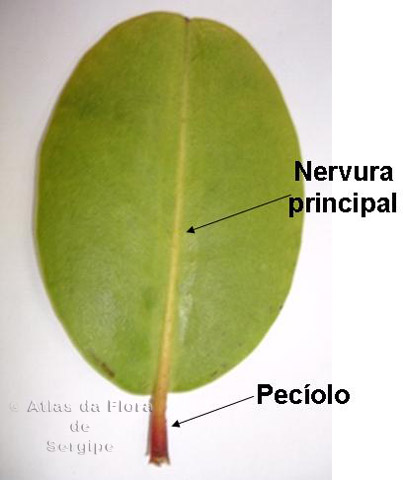 Nervura
principal
Pecíolo
© Atlas da Flora
de
Sergipe